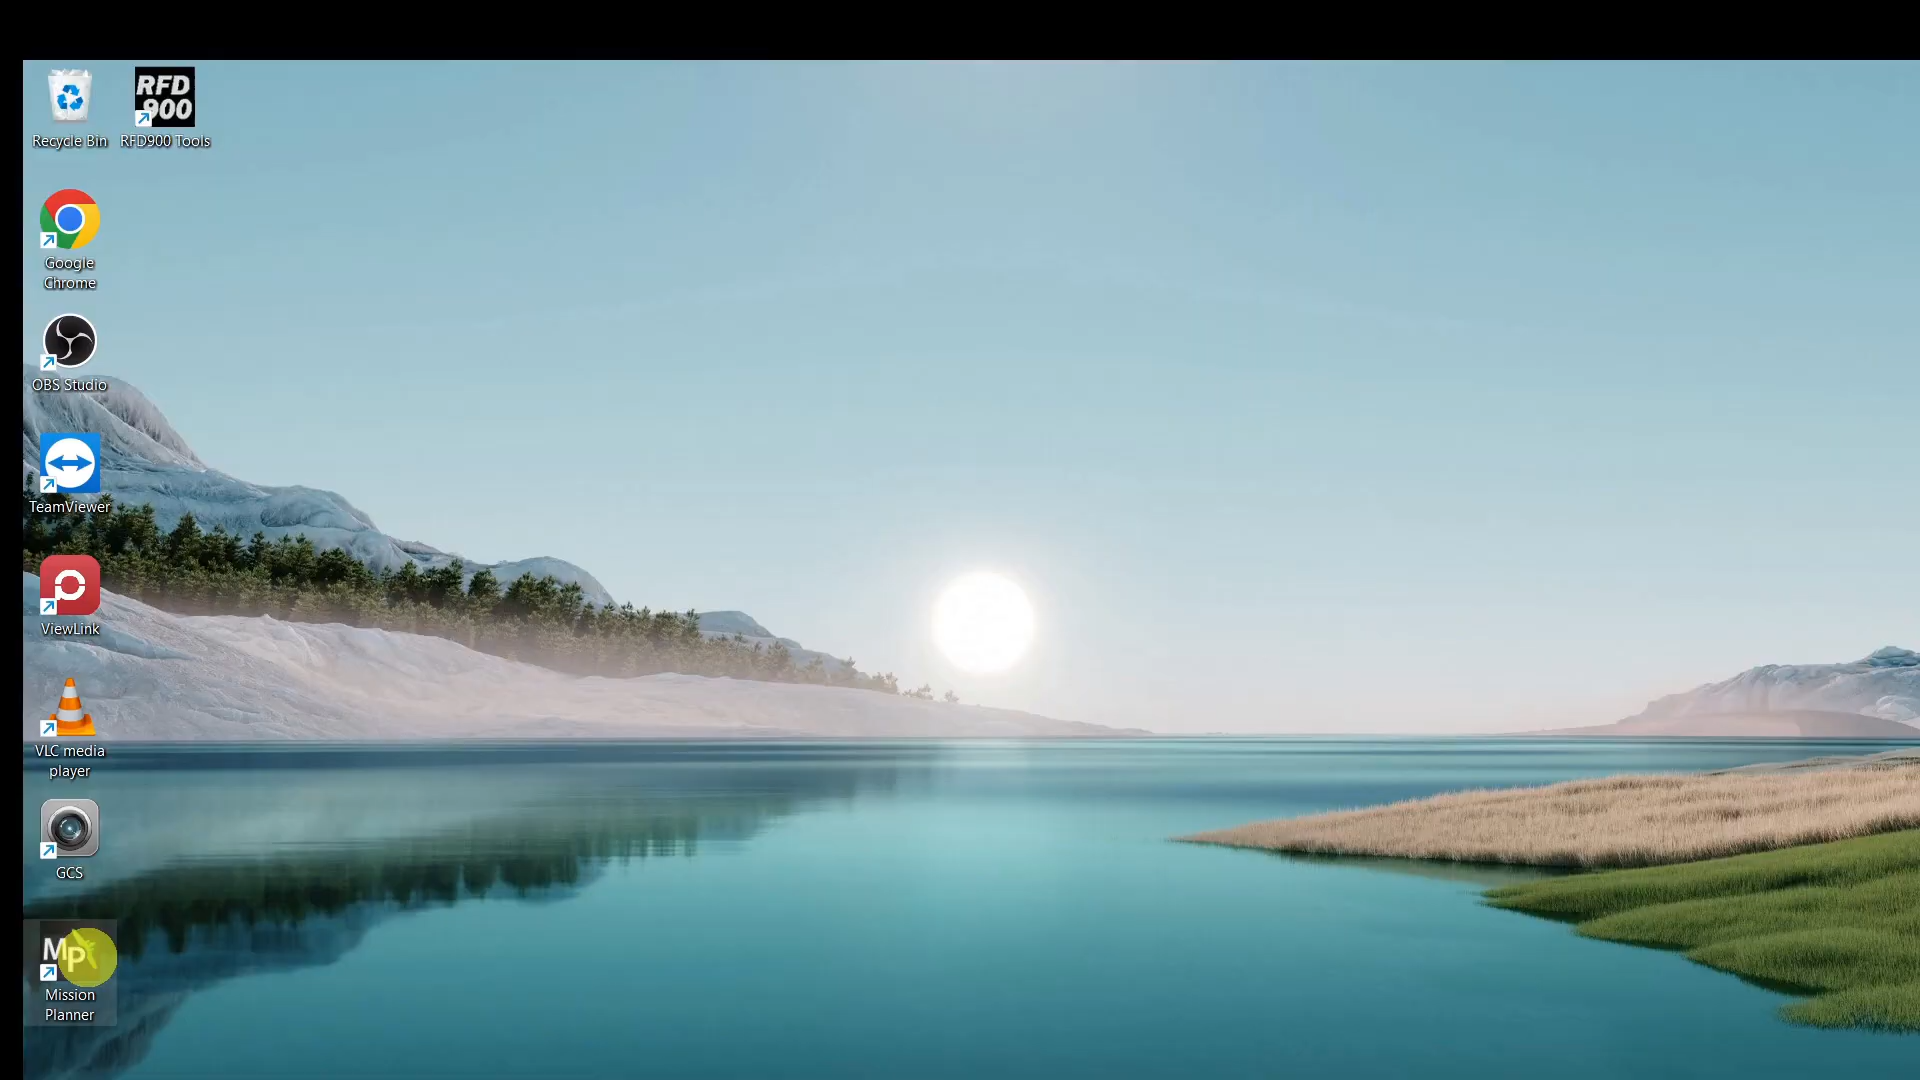 Recycle Bin
RFD
900
RFD900 Tools
Google
Chrome
OBS Studio
TeamViewer
ViewLink
VLC media
player
GCS
MP
Mission
Planner